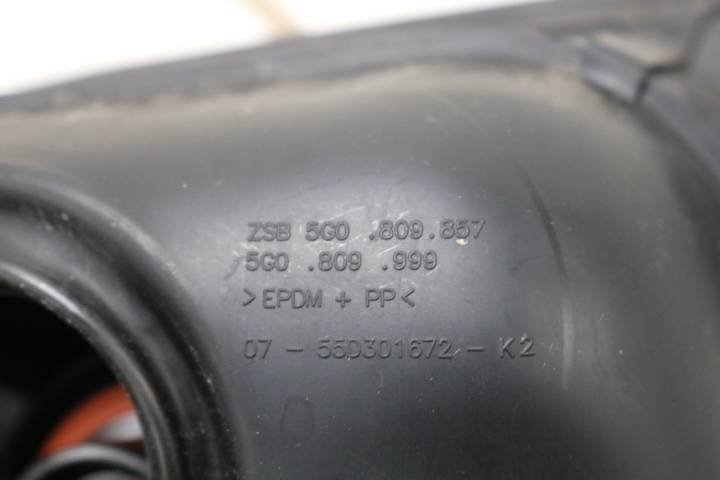 ZSB 5G0 .809.857
5G0 .809 .999
>EPDM + PP<
07 - 55D301672 - K2